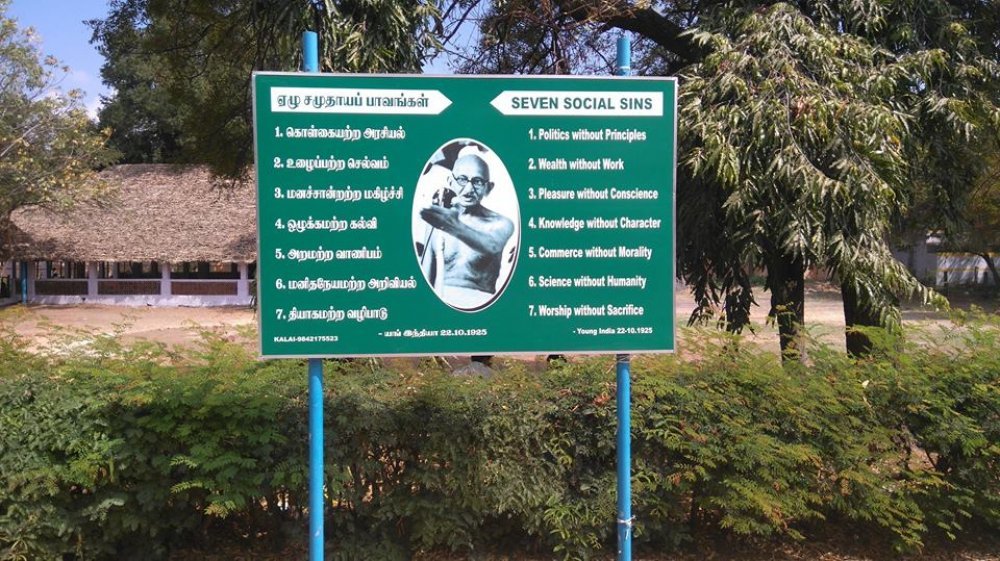 ஏழு சமுதாயப் பாவங்கள்
1. கொள்கையற்ற அரசியல்
2. உழைப்பற்ற செல்வம்
3. மனச்சான்றற்ற மகிழ்ச்சி
4. ஒழுக்கமற்ற கல்வி
5. அறமற்ற வாணிபம்
6. மனிதநேயமற்ற அறிவியல்
7. தியாகமற்ற வழிபாடு
- யங் இந்தியா 22.10.1925
KALAI-9842175523
SEVEN SOCIAL SINS
1. Politics without Principles
2. Wealth without Work
3. Pleasure without Conscience
4. Knowledge without Character
5. Commerce without Morality
6. Science without Humanity
7. Worship without Sacrifice
- Young India 22-10.1925